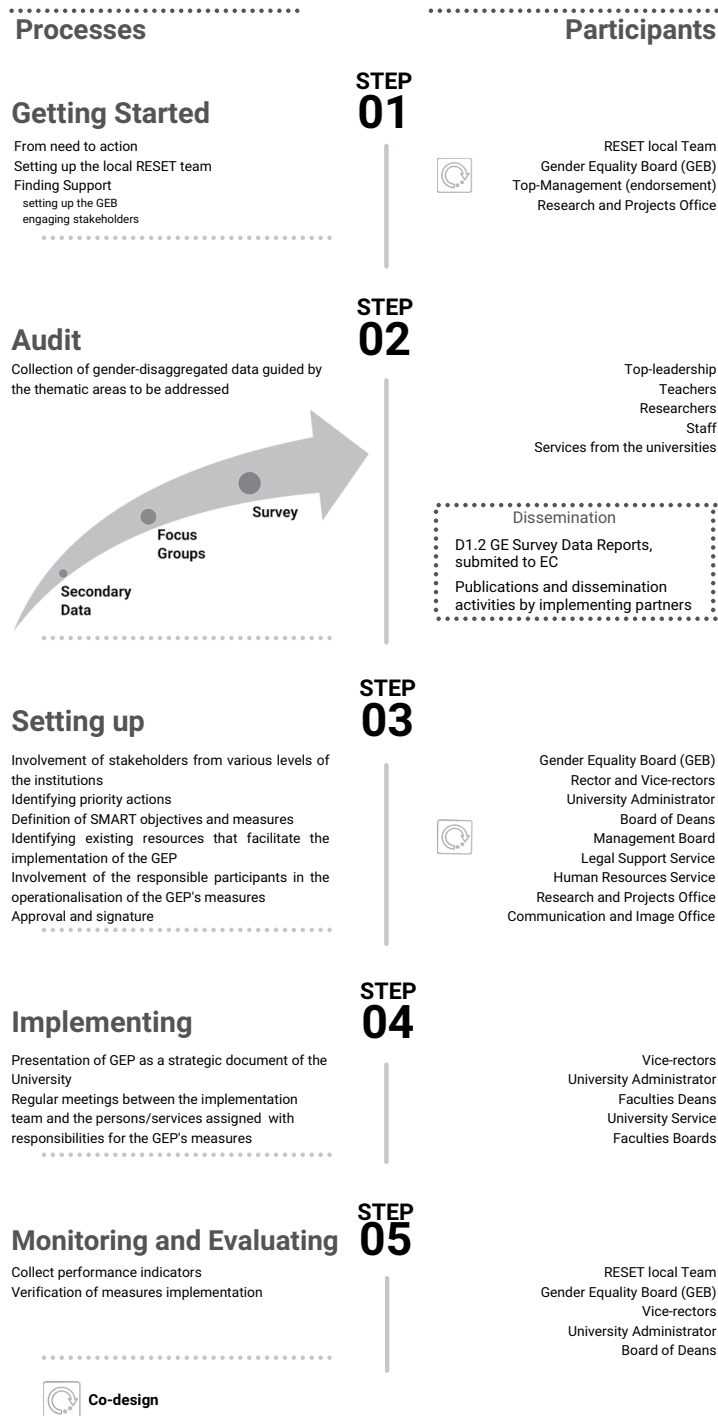 Processes
Participants
STEP
01
Getting Started
From need to action
Setting up the local RESET team
Finding Support
setting up the GEB
engaging stakeholders
RESET local Team
Gender Equality Board (GEB)
Top-Management (endorsement)
Research and Projects Office
STEP
02
Audit
Collection of gender-disaggregated data guided by
the thematic areas to be addressed
Survey
Focus
Groups
Secondary
Data
Top-leadership
Teachers
Researchers
Staff
Services from the universities
Dissemination
D1.2 GE Survey Data Reports,
submited to EC
Publications and dissemination
activities by implementing partners
STEP
03
Setting up
Involvement of stakeholders from various levels of
the institutions
Identifying priority actions
Definition of SMART objectives and measures
Identifying existing resources that facilitate the
implementation of the GEP
Involvement of the responsible participants in the
operationalisation of the GEP's measures
Approval and signature
Gender Equality Board (GEB)
Rector and Vice-rectors
University Administrator
Board of Deans
Management Board
Legal Support Service
Human Resources Service
Research and Projects Office
Communication and Image Office
STEP
04
Implementing
Presentation of GEP as a strategic document of the
University
Regular meetings between the implementation
team and the persons/services assigned with
responsibilities for the GEP's measures
Vice-rectors
University Administrator
Faculties Deans
University Service
Faculties Boards
STEP
05
Monitoring and Evaluating
Collect performance indicators
Verification of measures implementation
RESET local Team
Gender Equality Board (GEB)
Vice-rectors
University Administrator
Board of Deans
Co-design